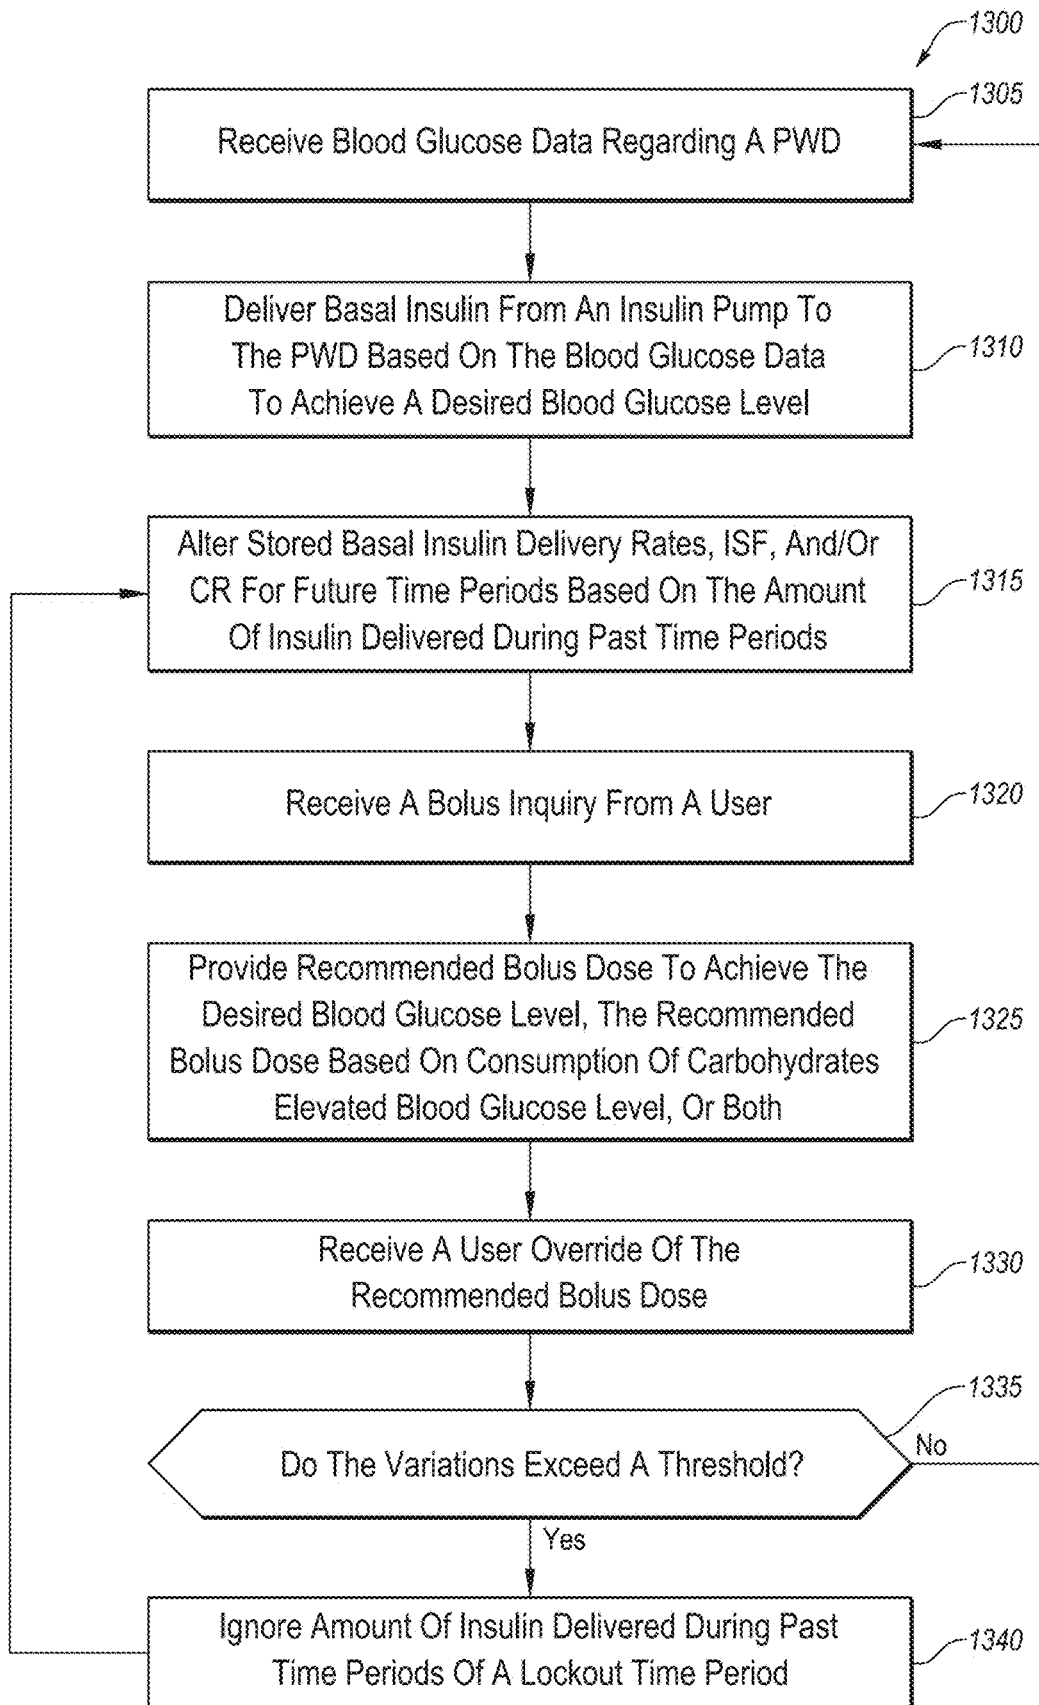 1300
1305
Receive Blood Glucose Data Regarding A PWD
Deliver Basal Insulin From An Insulin Pump To
The PWD Based On The Blood Glucose Data
To Achieve A Desired Blood Glucose Level
1310
Alter Stored Basal Insulin Delivery Rates, ISF, And/Or
CR For Future Time Periods Based On The Amount
Of Insulin Delivered During Past Time Periods
1315
Receive A Bolus Inquiry From A User
1320
Provide Recommended Bolus Dose To Achieve The
Desired Blood Glucose Level, The Recommended
Bolus Dose Based On Consumption Of Carbohydrates
Elevated Blood Glucose Level, Or Both
1325
Receive A User Override Of The
Recommended Bolus Dose
1330
1335
Do The Variations Exceed A Threshold?
No
Yes
Ignore Amount Of Insulin Delivered During Past
Time Periods Of A Lockout Time Period
1340